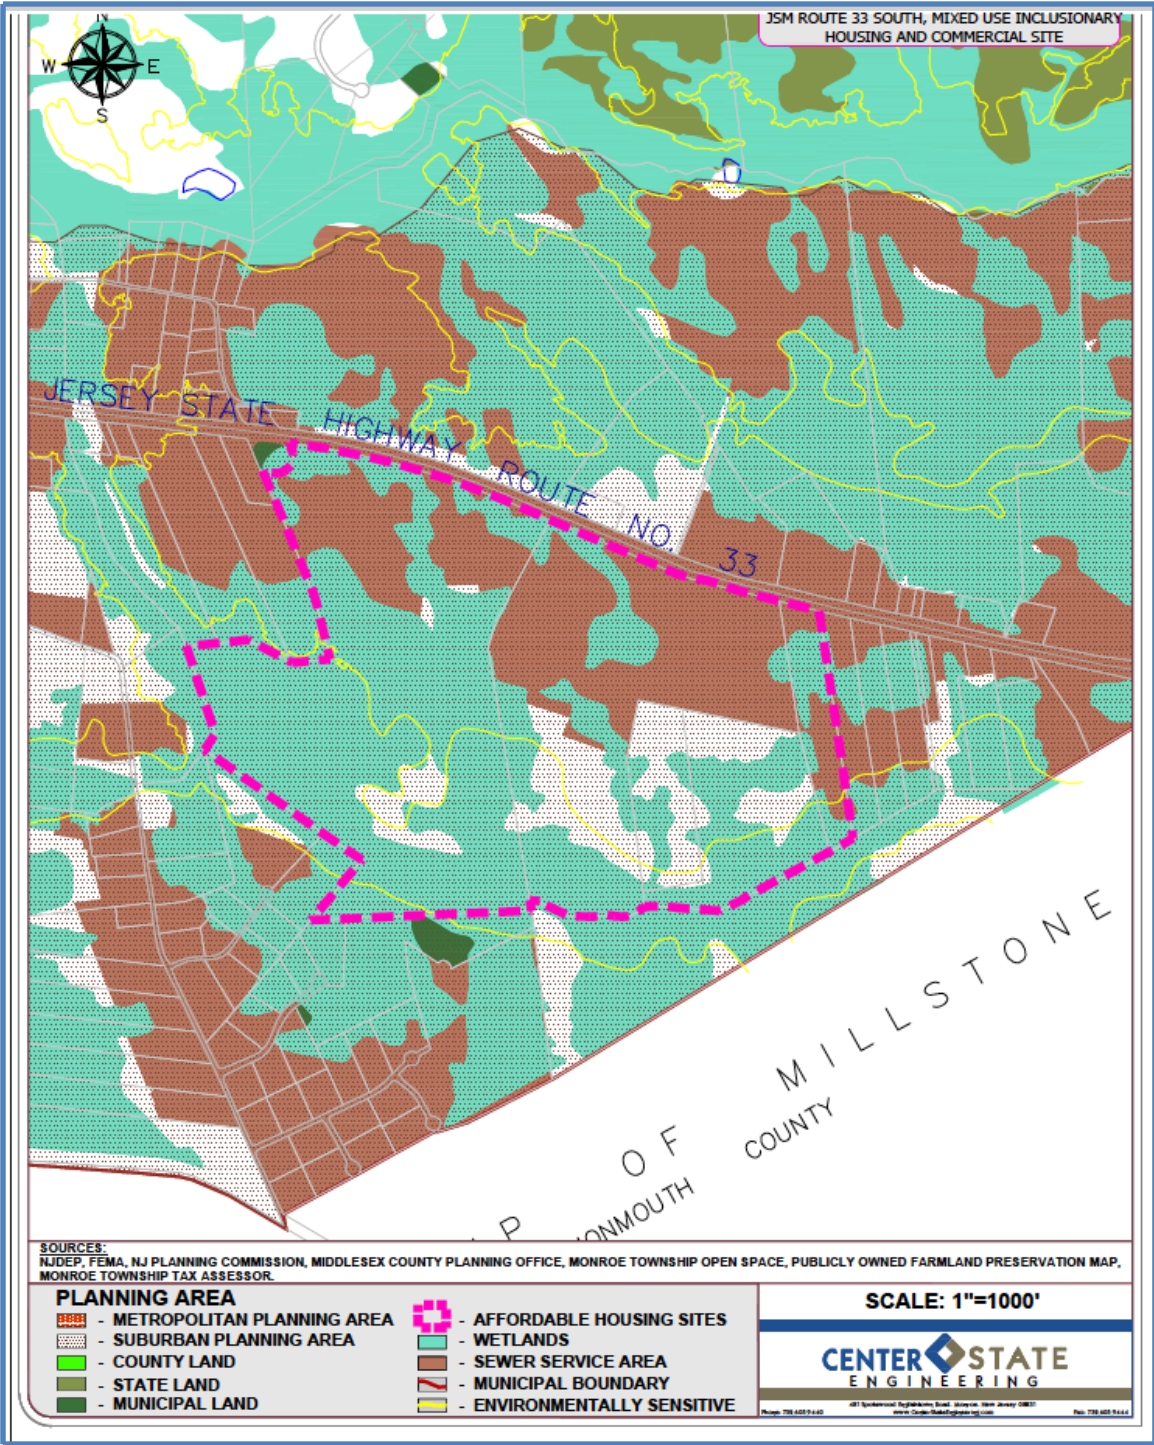 JSM ROUTE 33 SOUTH, MIXED USE INCLUSIONARY
HOUSING AND COMMERCIAL SITE
N
W E
S
JERSEY STATE HIGHWAY ROUTE NO. 33
P OF MILLSTONE
MONMOUTH COUNTY
SOURCES:
NJDEP, FEMA, NJ PLANNING COMMISSION, MIDDLESEX COUNTY PLANNING OFFICE, MONROE TOWNSHIP OPEN SPACE, PUBLICLY OWNED FARMLAND PRESERVATION MAP,
MONROE TOWNSHIP TAX ASSESSOR.
PLANNING AREA
- METROPOLITAN PLANNING AREA
- SUBURBAN PLANNING AREA
- COUNTY LAND
- STATE LAND
- MUNICIPAL LAND
- AFFORDABLE HOUSING SITES
- WETLANDS
- SEWER SERVICE AREA
- MUNICIPAL BOUNDARY
- ENVIRONMENTALLY SENSITIVE
SCALE: 1"=1000'
CENTER STATE
ENGINEERING